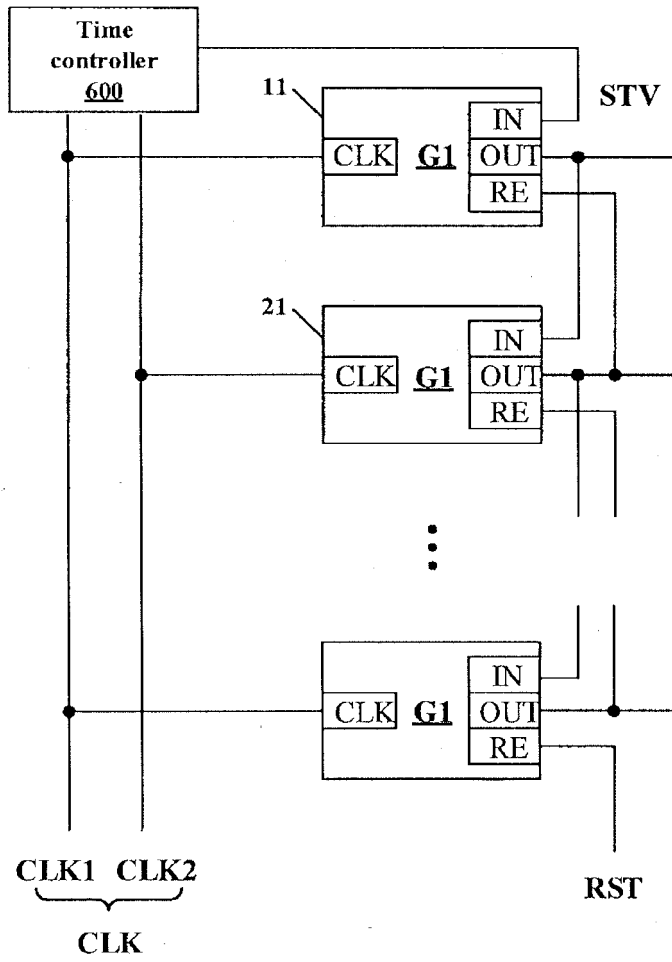 Time
controller
600
STV
11
IN
CLK G1 OUT
RE
21
IN
CLK G1 OUT
RE
IN
CLK G1 OUT
RE
CLK1 CLK2
RST
CLK